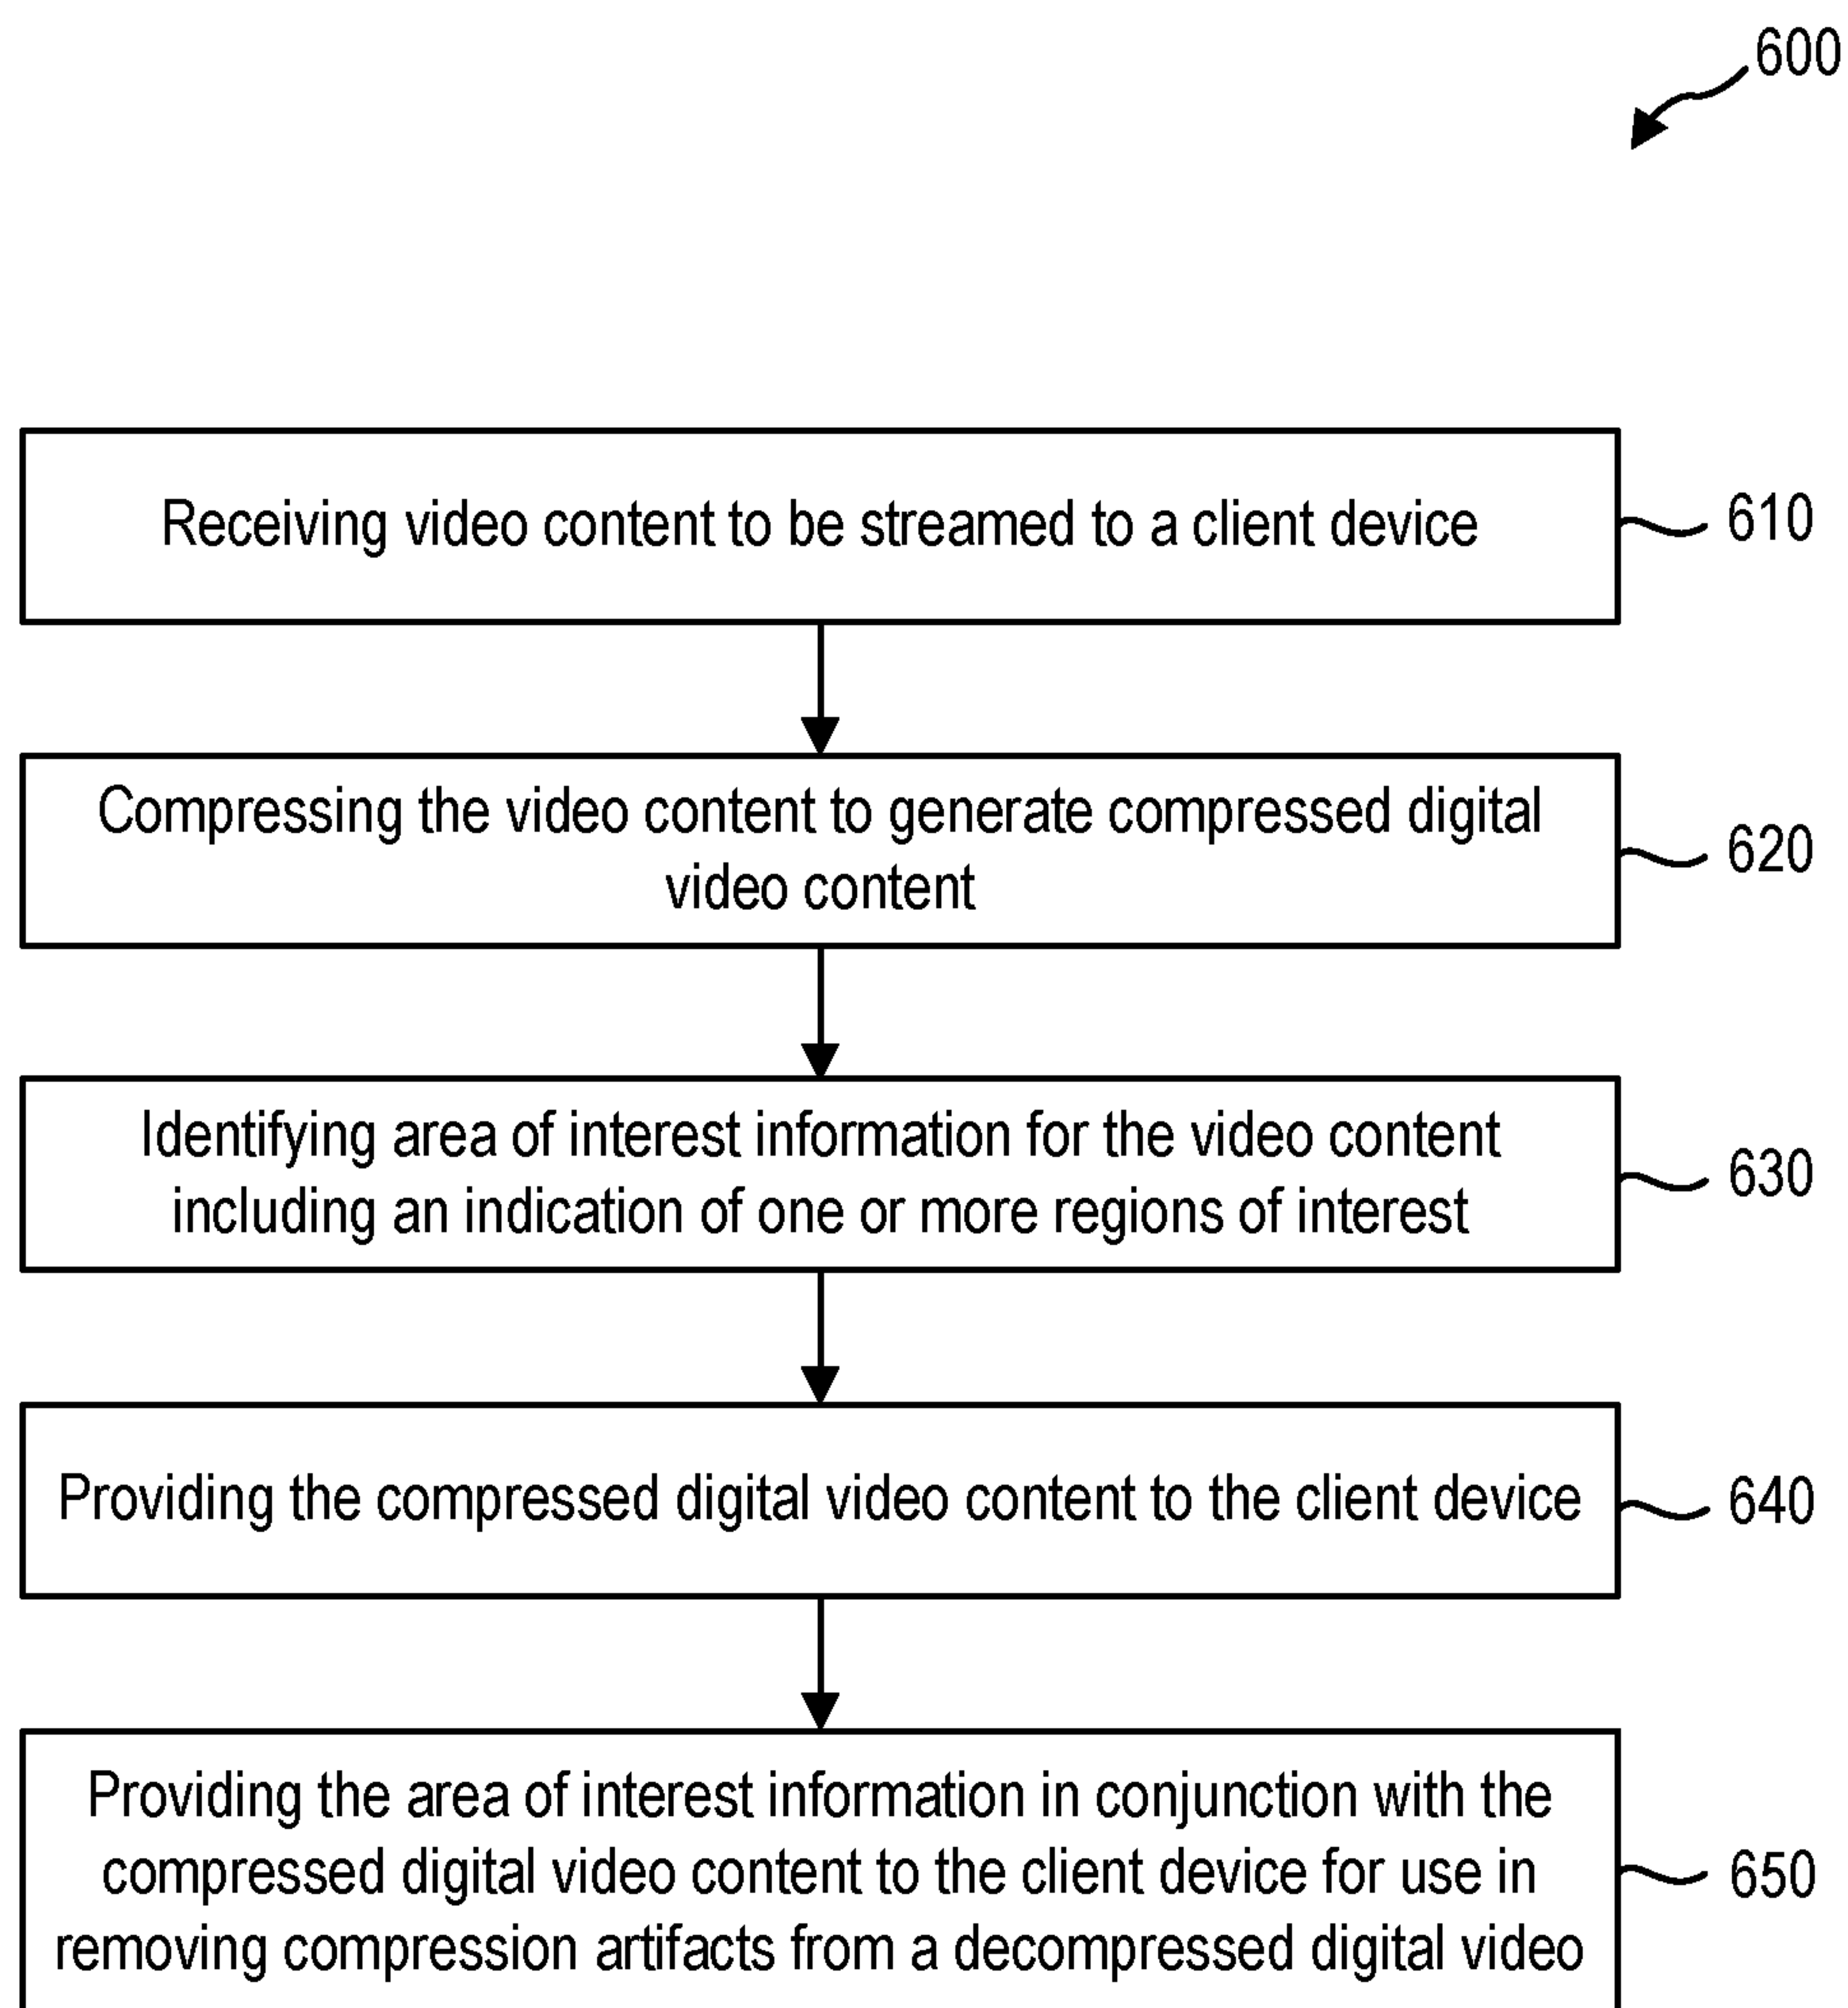 600
Receiving video content to be streamed to a client device
610
Compressing the video content to generate compressed digital
video content
620
Identifying area of interest information for the video content
including an indication of one or more regions of interest
630
Providing the compressed digital video content to the client device
640
Providing the area of interest information in conjunction with the
compressed digital video content to the client device for use in
removing compression artifacts from a decompressed digital video
650